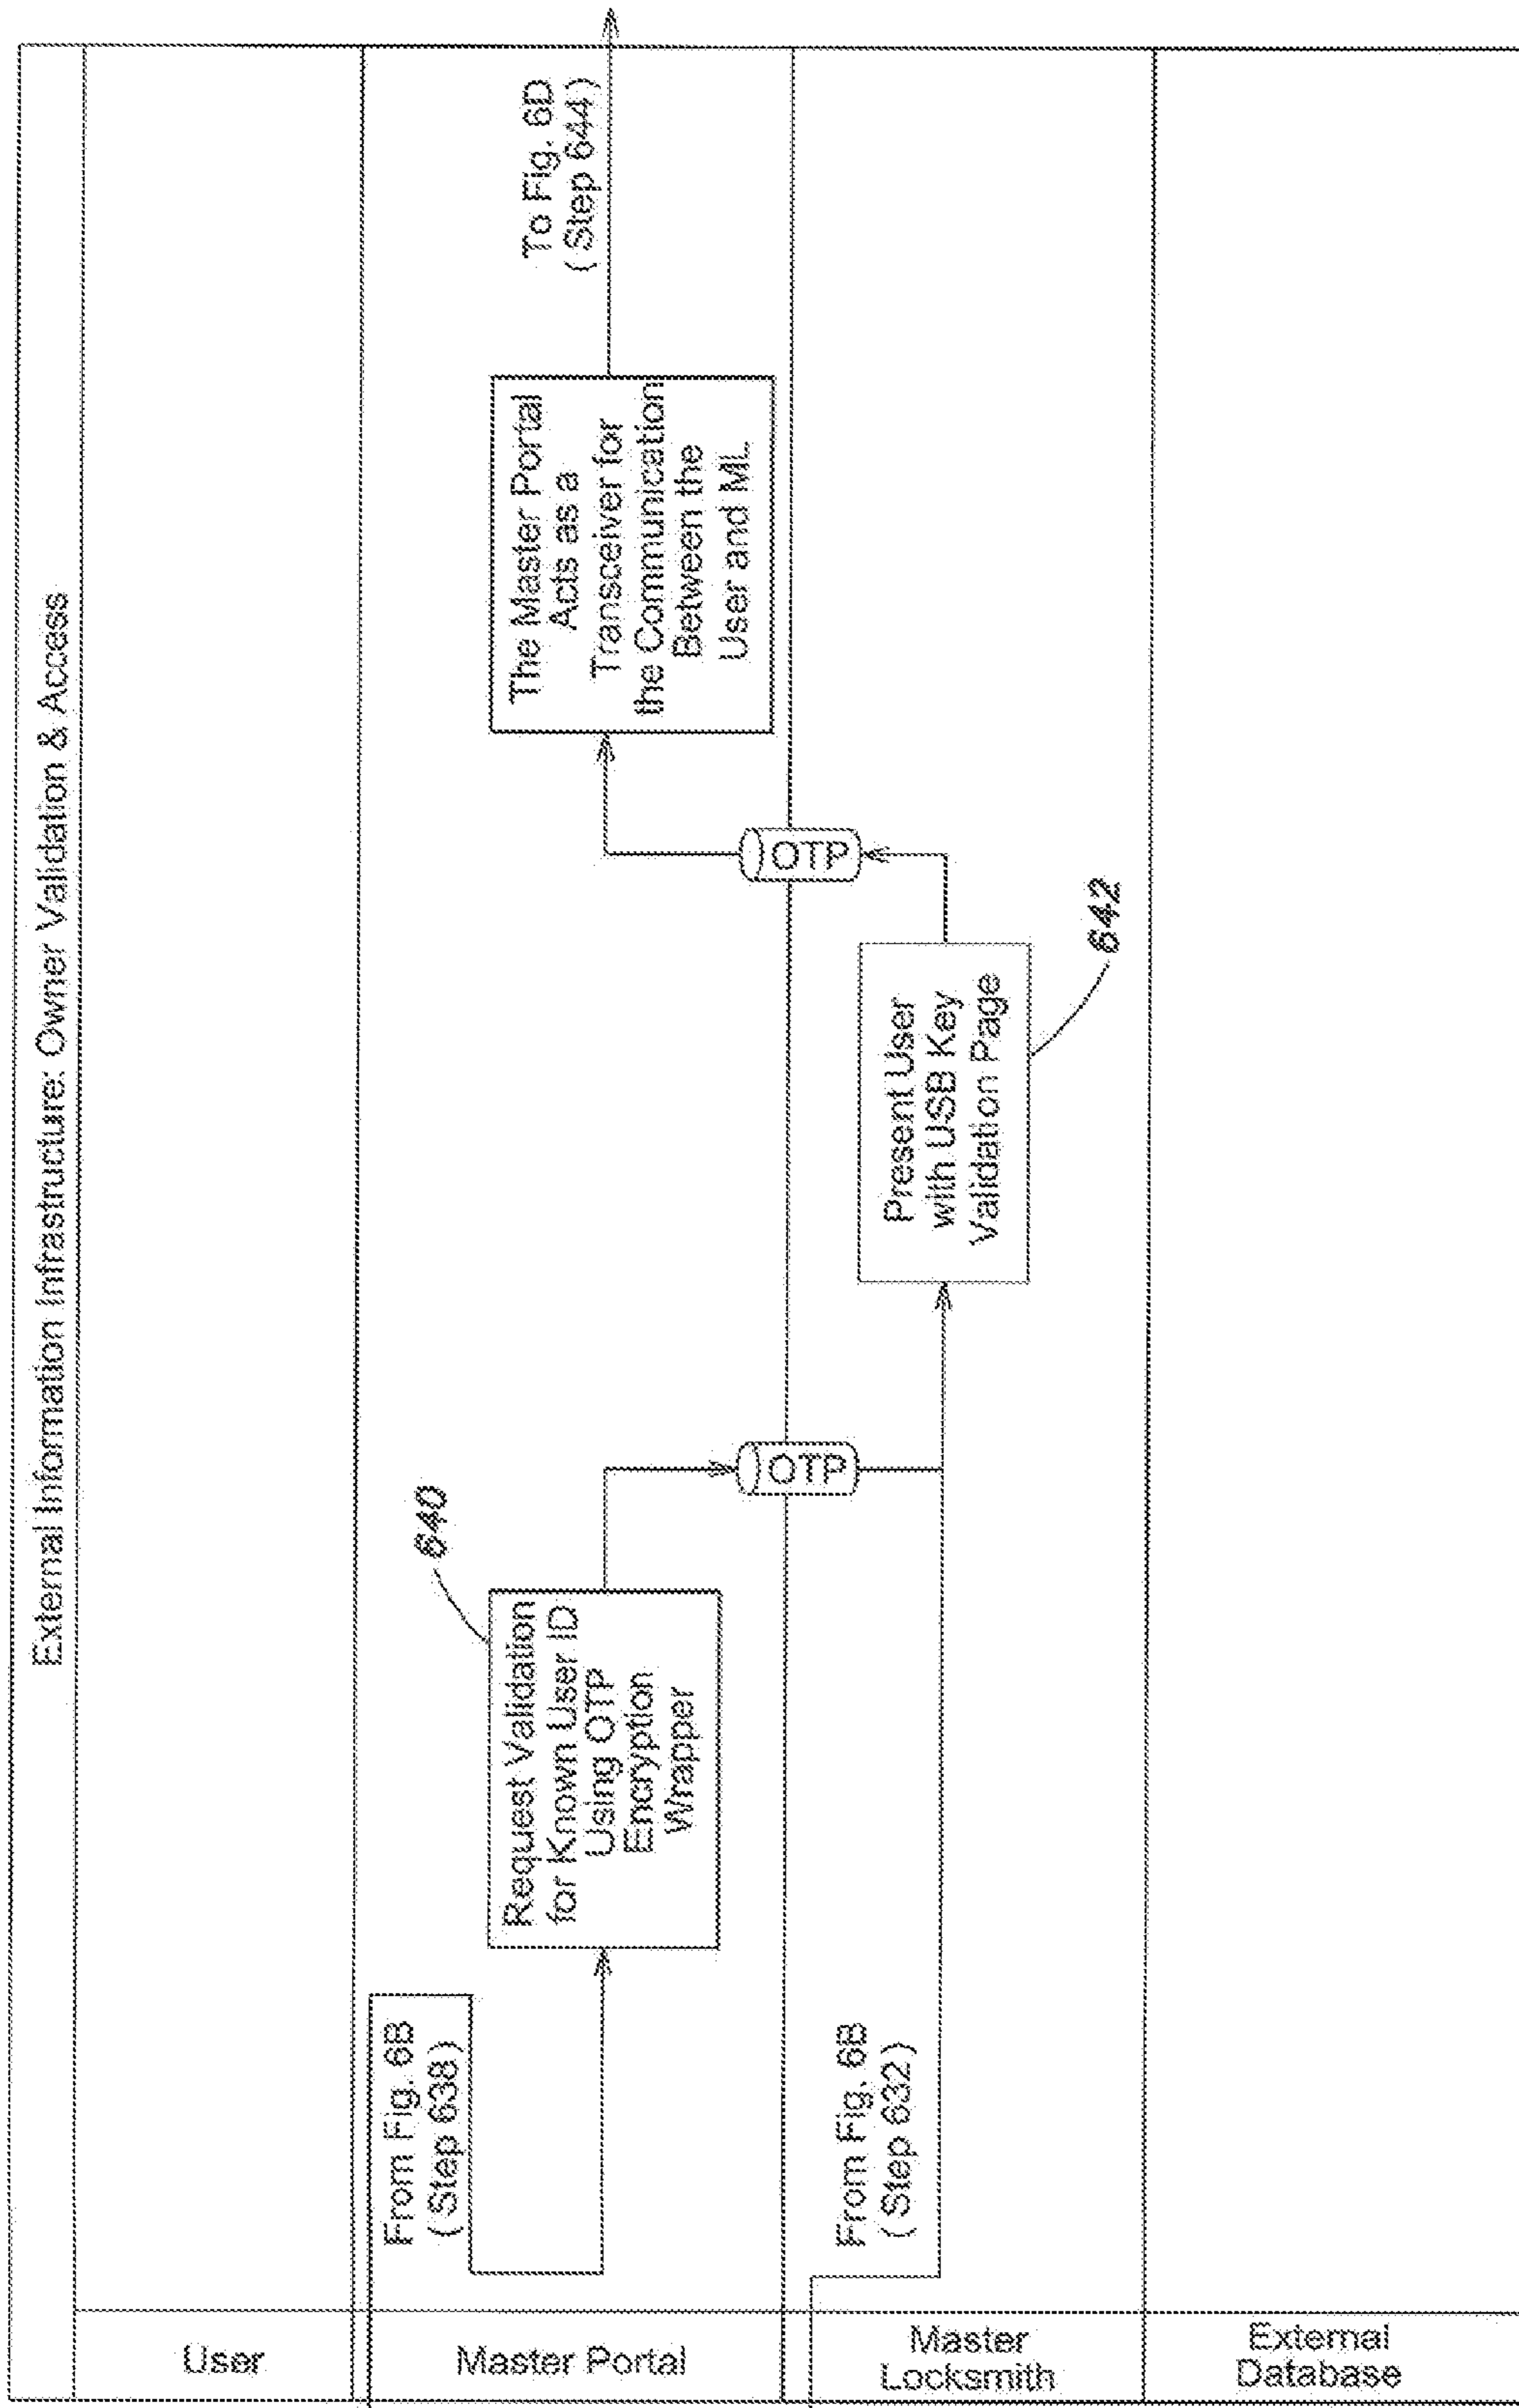 External Information Infrastructure: Owner Validation & Access
User
Master Portal
From Fig. 6B
( Step 638 )
640
Request Validation
for Known User ID
Using OTP
Encryption
Wrapper
OTP
OTP
The Master Portal
Acts as a
Transceiver for
the Communication
Between the
User and ML
To Fig. 6D
( Step 644 )
Master
Locksmith
From Fig. 6B
( Step 632 )
Present User
with USB Key
Validation Page
642
External
Database